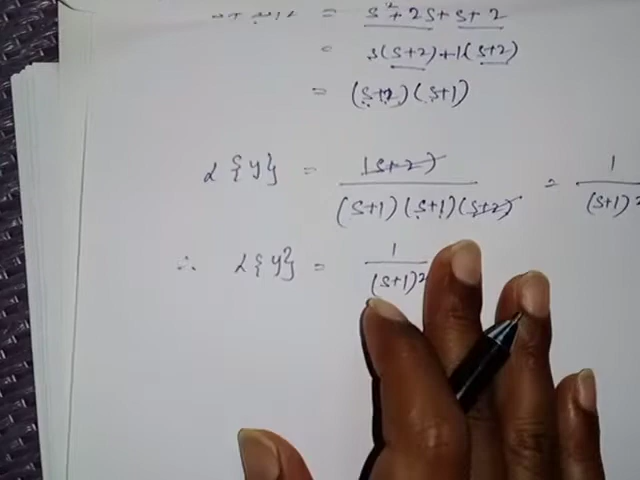 = s² + 2s + s + 2
= s(s+2)+1(s+2)
= (s+2)(s+1)
L{y} = (s+2) / (s+1)(s+1)(s+2) = 1 / (s+1)²
∴ L{y} = 1 / (s+1)²